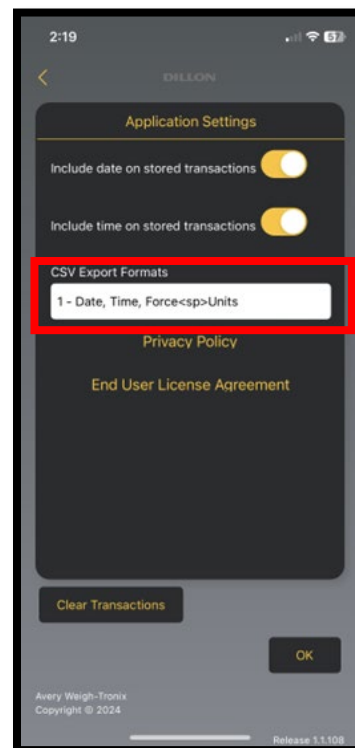 2:19
57
DILLON
Application Settings
Include date on stored transactions
Include time on stored transactions
CSV Export Formats
1 - Date, Time, Force<sp>Units
Privacy Policy
End User License Agreement
Clear Transactions
OK
Avery Weigh-Tronix
Copyright © 2024
Release 1.1.108